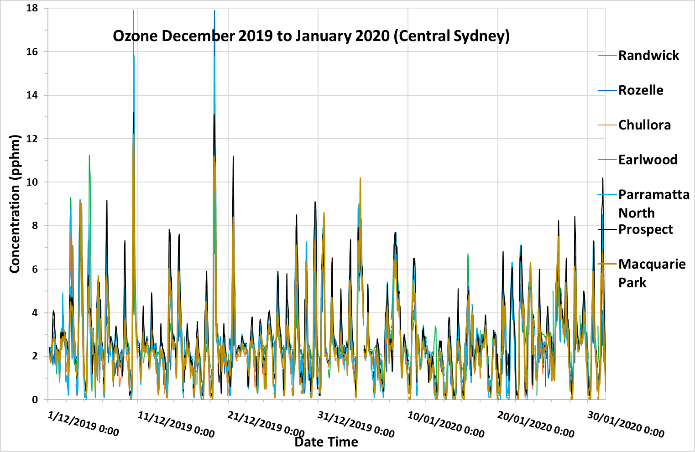 Ozone December 2019 to January 2020 (Central Sydney)
18
16
14
12
10
8
6
4
2
0
Concentration (pphm)
1/12/2019 0:00
11/12/2019 0:00
21/12/2019 0:00
31/12/2019 0:00
10/01/2020 0:00
20/01/2020 0:00
30/01/2020 0:00
Date Time
Randwick
Rozelle
Chullora
Earlwood
Parramatta
North
Prospect
Macquarie
Park